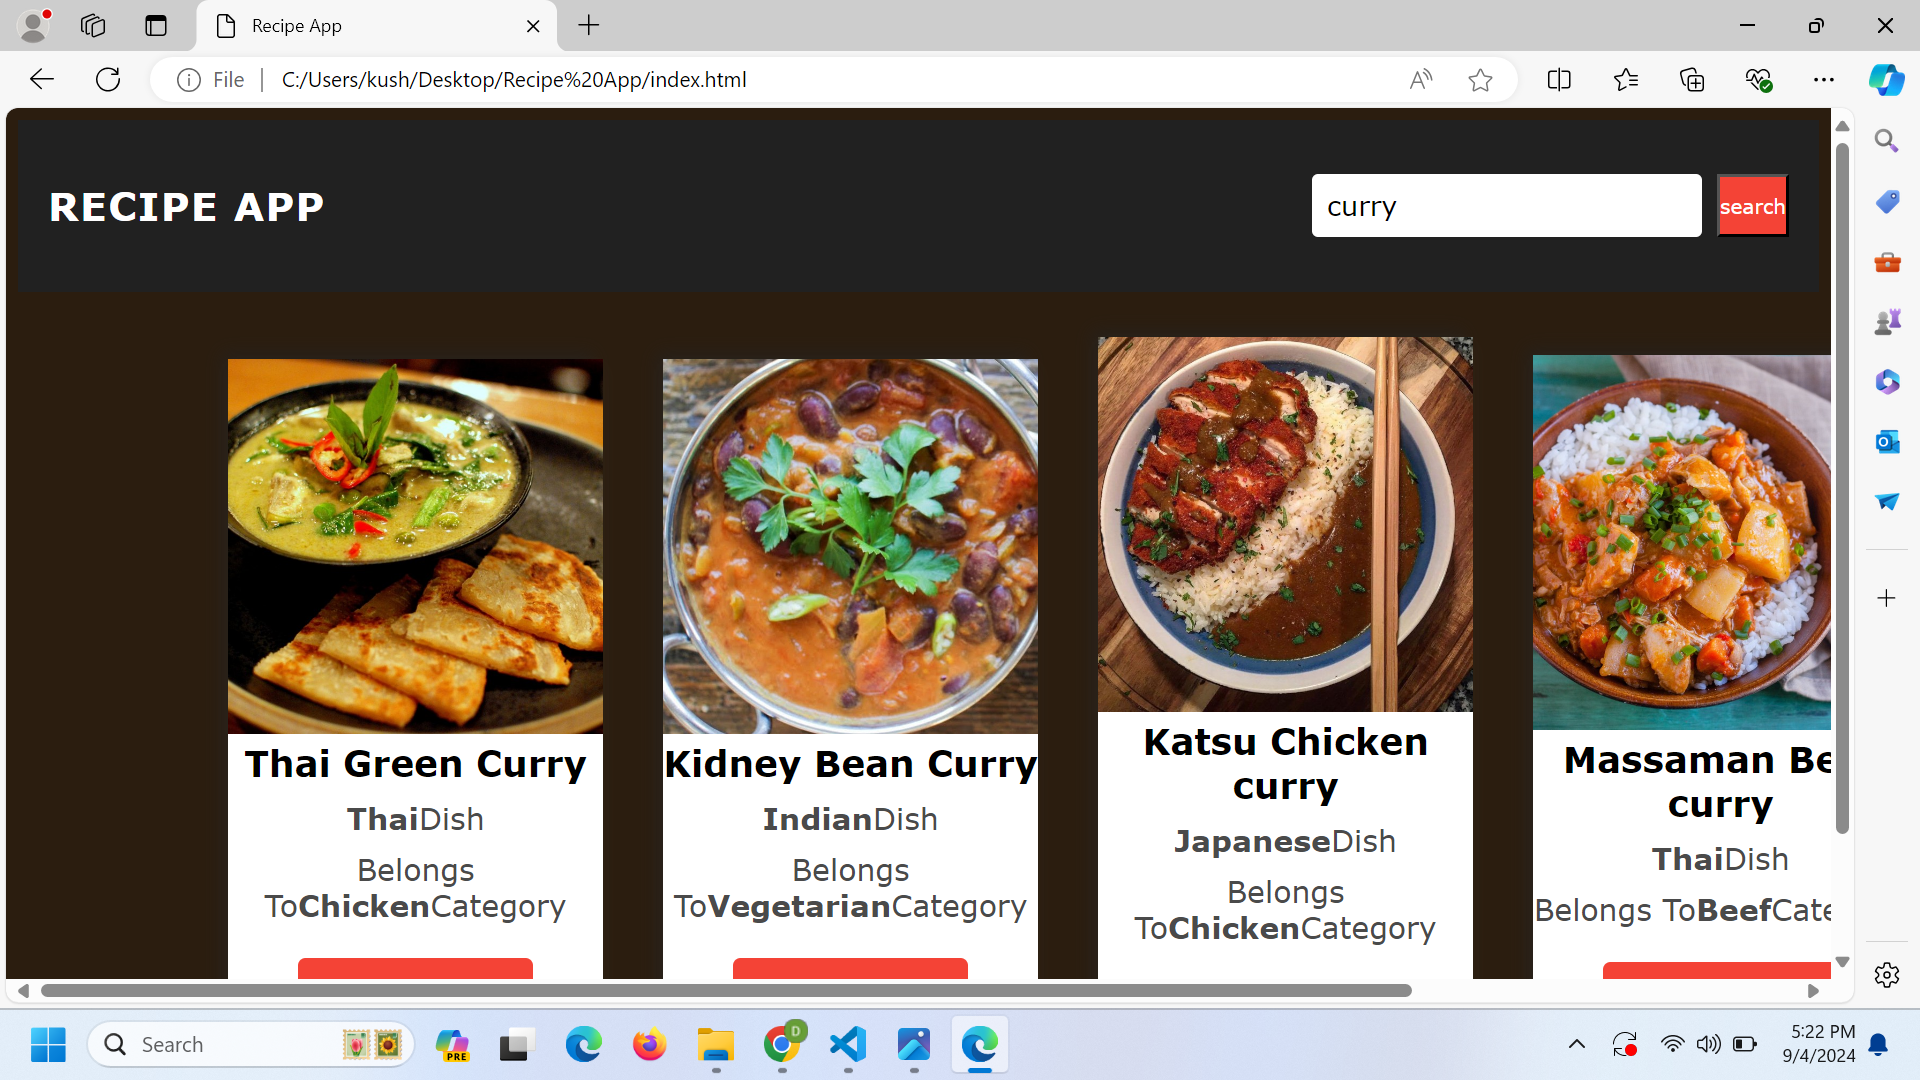 Recipe App
File
C:/Users/kush/Desktop/Recipe%20App/index.html
RECIPE APP
curry
search
Thai Green Curry
ThaiDish
Belongs
ToChickenCategory
Kidney Bean Curry
IndianDish
Belongs
ToVegetarianCategory
Katsu Chicken
curry
JapaneseDish
Belongs
ToChickenCategory
Massaman Be
curry
ThaiDish
Belongs ToBeefCate
Search
PRE
D
5:22 PM
9/4/2024